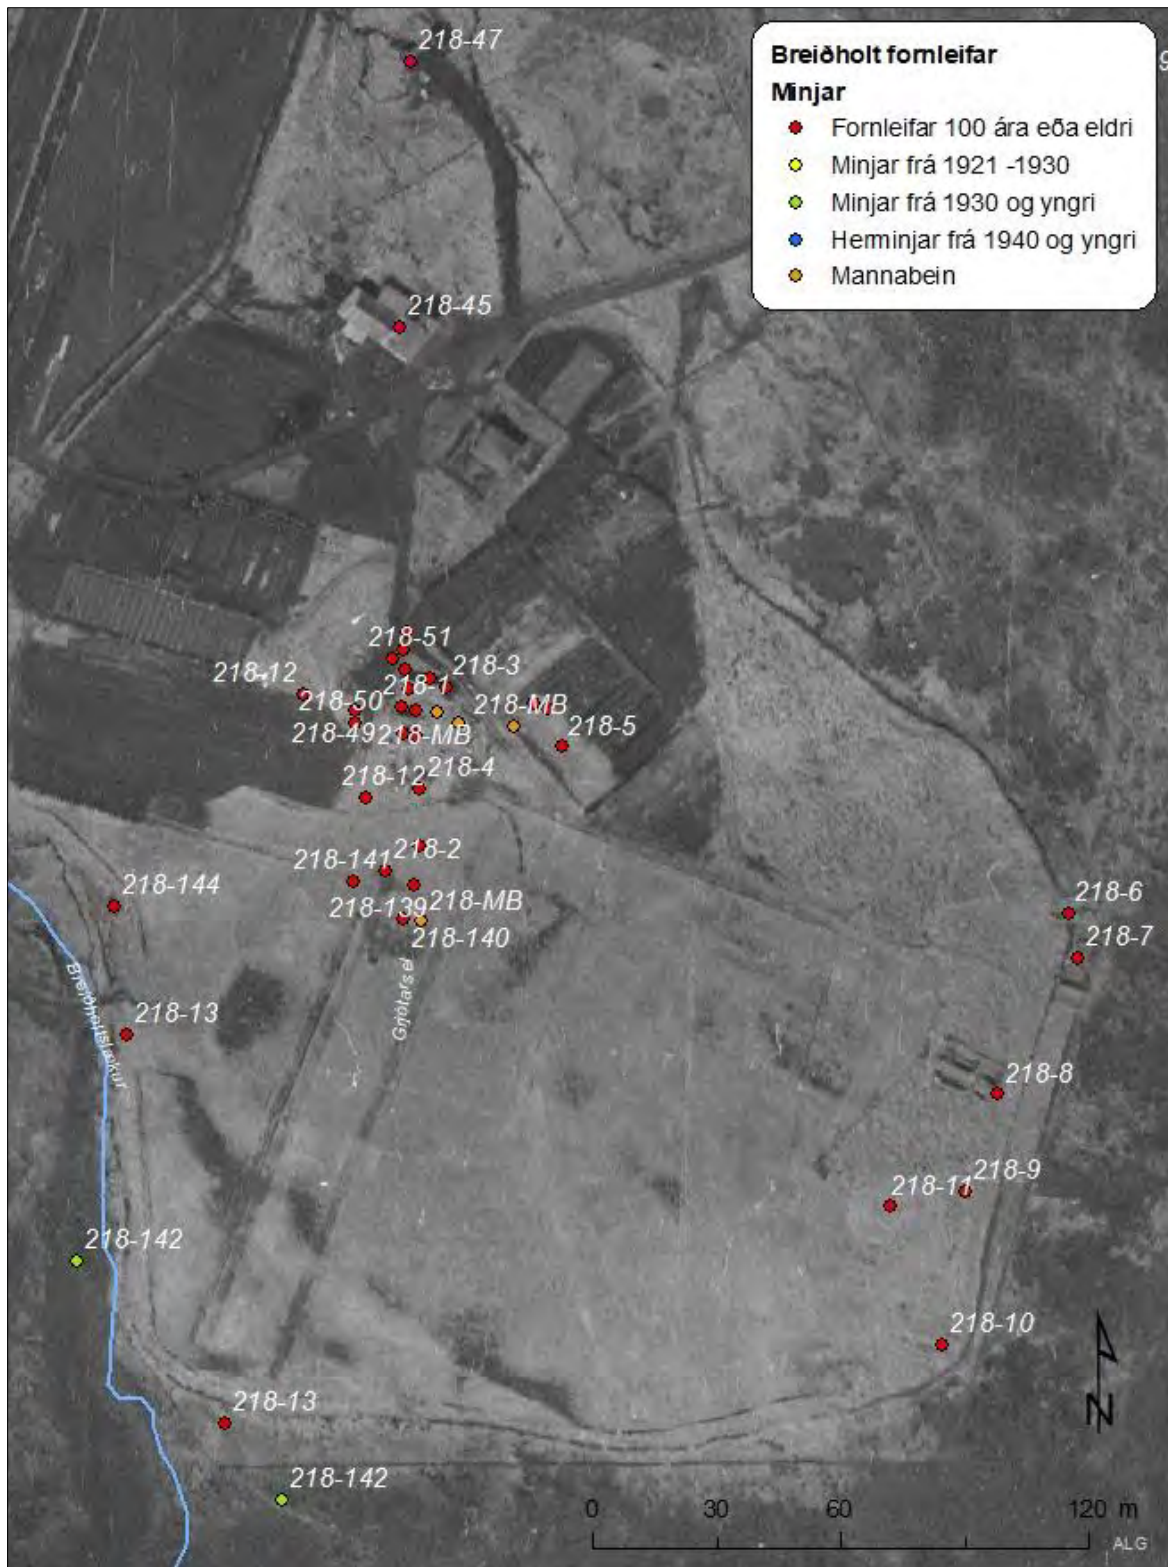 218-47
Breiðholt fornleifar
Minjar
Fornleifar 100 ára eða eldri
Minjar frá 1921 -1930
Minjar frá 1930 og yngri
Herminjar frá 1940 og yngri
Mannabein
9
218-45
218-51
218-3
218-12
218-1
218-50
218-MB
218-5
218-49
218-MB
218-4
218-12
218-2
218-141
218-144
218-MB
218-139
218-6
218-140
218-7
Grjótarsel
Breiðholtslækur
218-13
218-8
218-9
218-11
218-142
218-10
218-13
N
218-142
0 30 60 120 m
ALG